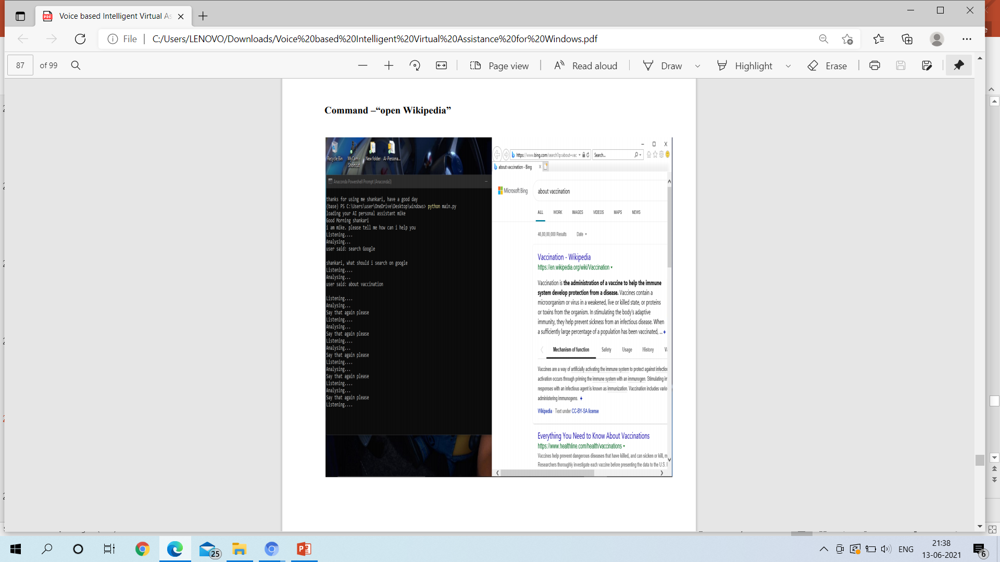 Voice based Intelligent Virtual As
File
C:/Users/LENOVO/Downloads/Voice%20based%20Intelligent%20Virtual%20Assistance%20for%20Windows.pdf
87 of 99
Page view
Read aloud
Draw
Highlight
Erase
Command –“open Wikipedia”
Recycle Bin
MyCam - Shortcut
New folder
AI-Persona...
Anaconda Powershell Prompt (Anaconda3)
thanks for using me shankari, have a good day
(base) PS C:\Users\user\OneDrive\Desktop\windows> python main.py
loading your AI personal assistant mike
Good Morning shankari
i am mike. please tell me how can i help you
Listening....
Analysing...
user said: search Google
shankari, what should i search on google
Listening....
Analysing...
user said: about vaccination
Listening....
Analysing...
Say that again please
Listening....
Analysing...
Say that again please
Listening....
Analysing...
Say that again please
Listening....
Analysing...
Say that again please
Listening....
Analysing...
Say that again please
Listening....
https://www.bing.com/search?q=about+vac
Search...
about vaccination - Bing
Microsoft Bing
about vaccination
ALL WORK IMAGES VIDEOS MAPS NEWS
46,80,00,000 Results Date
Vaccination - Wikipedia
https://en.wikipedia.org/wiki/Vaccination
Vaccination is the administration of a vaccine to help the immune
system develop protection from a disease. Vaccines contain a
microorganism or virus in a weakened, live or killed state, or proteins
or toxins from the organism. In stimulating the body's adaptive
immunity, they help prevent sickness from an infectious disease. When
a sufficiently large percentage of a population has been vaccinated, ... +
Mechanism of function Safety Usage History
Vaccines are a way of artificially activating the immune system to protect against infectiou
activation occurs through priming the immune system with an immunogen. Stimulating im
responses with an infectious agent is known as immunization. Vaccination includes vario
administering immunogens. +
Wikipedia · Text under CC-BY-SA license
Everything You Need to Know About Vaccinations
https://www.healthline.com/health/vaccinations
Vaccines help prevent dangerous diseases that have killed, and can sicken or kill, m
Researchers thoroughly investigate each vaccine before presenting the data to the U.S.
25
ENG
21:38
13-06-2021
6